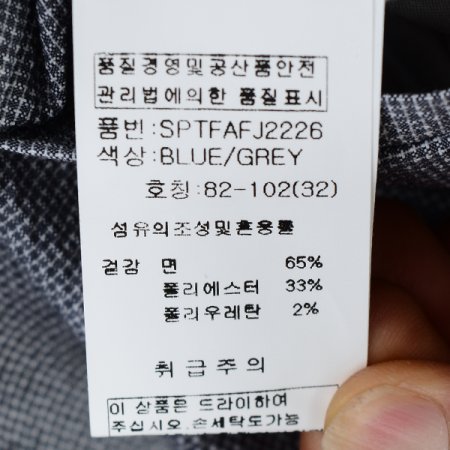 품질경영및공산품안전
관리법에의한 품질표시
품번:SPTFAFJ2226
색상:BLUE/GREY
호칭:82-102(32)
섬유의조성및혼용률
겉감 면 65%
폴리에스터 33%
폴리우레탄 2%
취급주의
이 상품은 드라이하여
주십시오.손세탁도가능